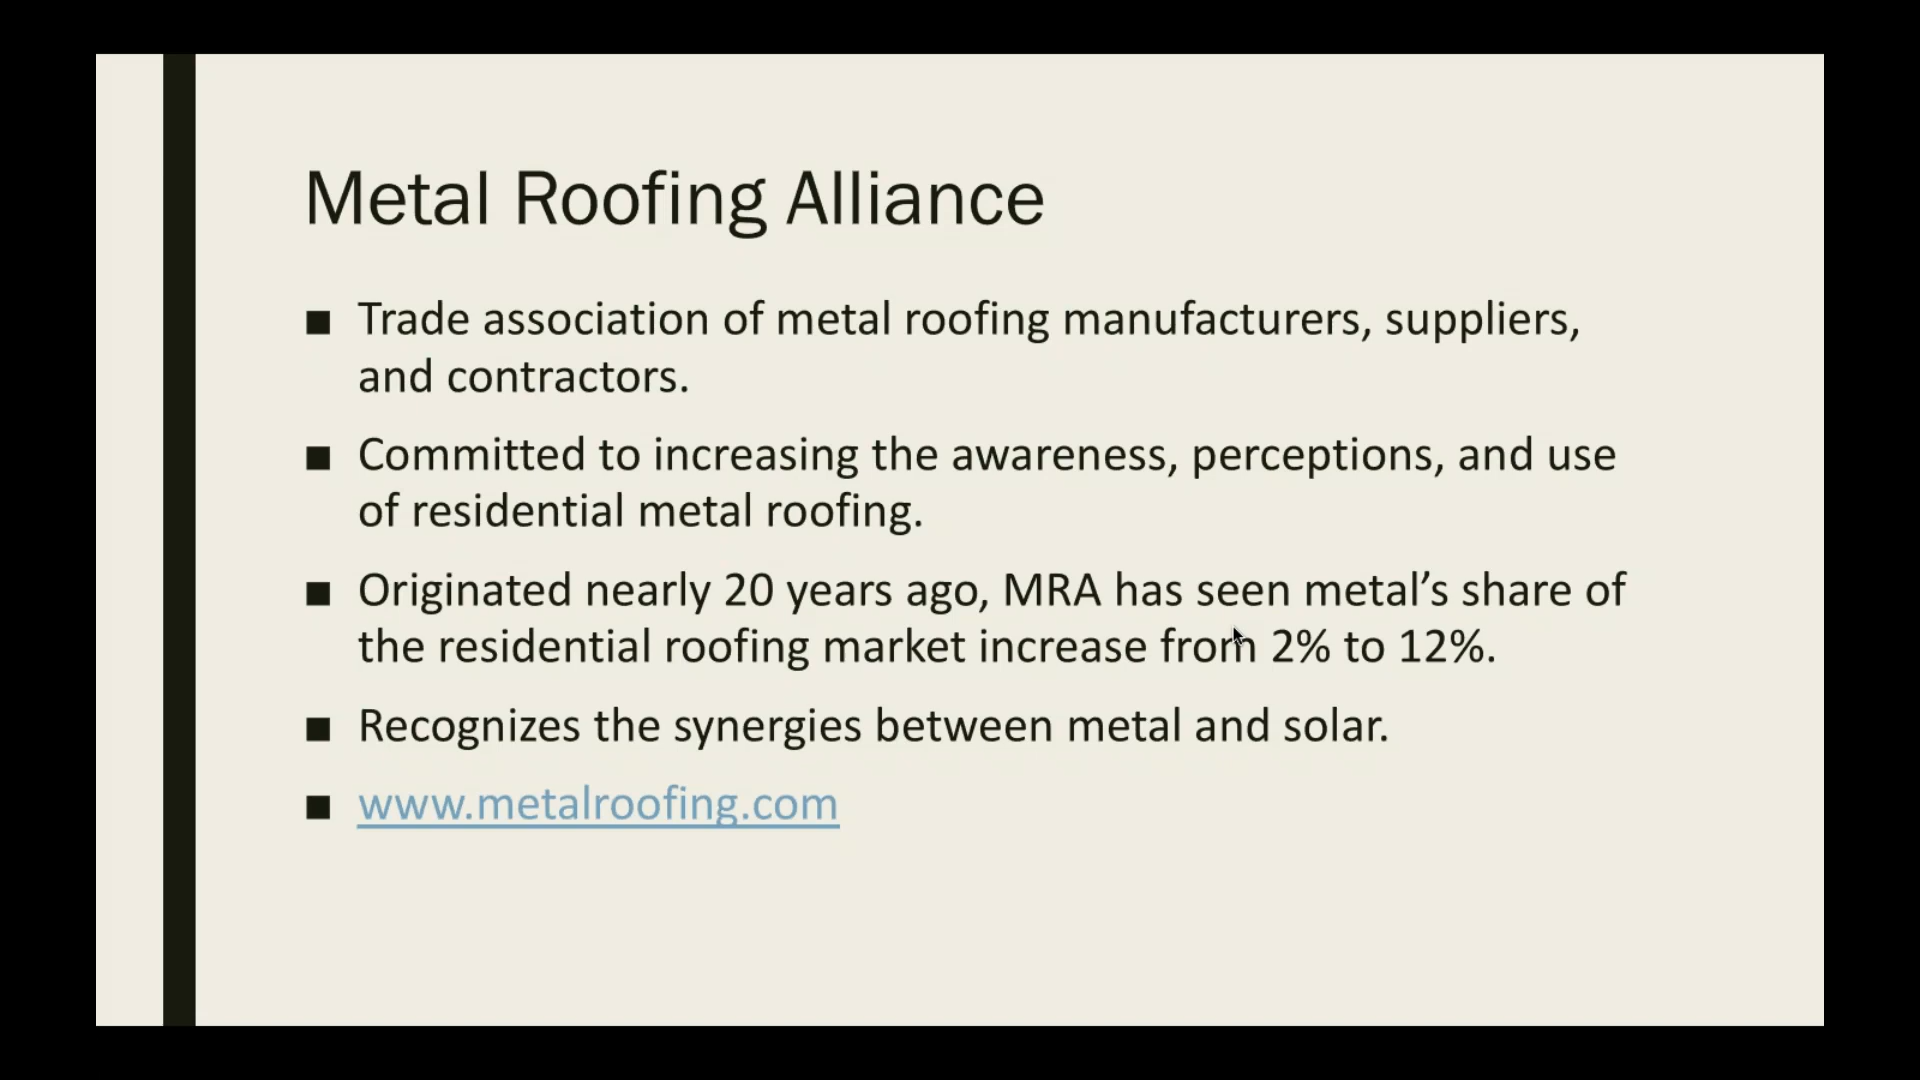 Metal Roofing Alliance
■ Trade association of metal roofing manufacturers, suppliers,
and contractors.
■ Committed to increasing the awareness, perceptions, and use
of residential metal roofing.
■ Originated nearly 20 years ago, MRA has seen metal’s share of
the residential roofing market increase from 2% to 12%.
■ Recognizes the synergies between metal and solar.
■ www.metalroofing.com